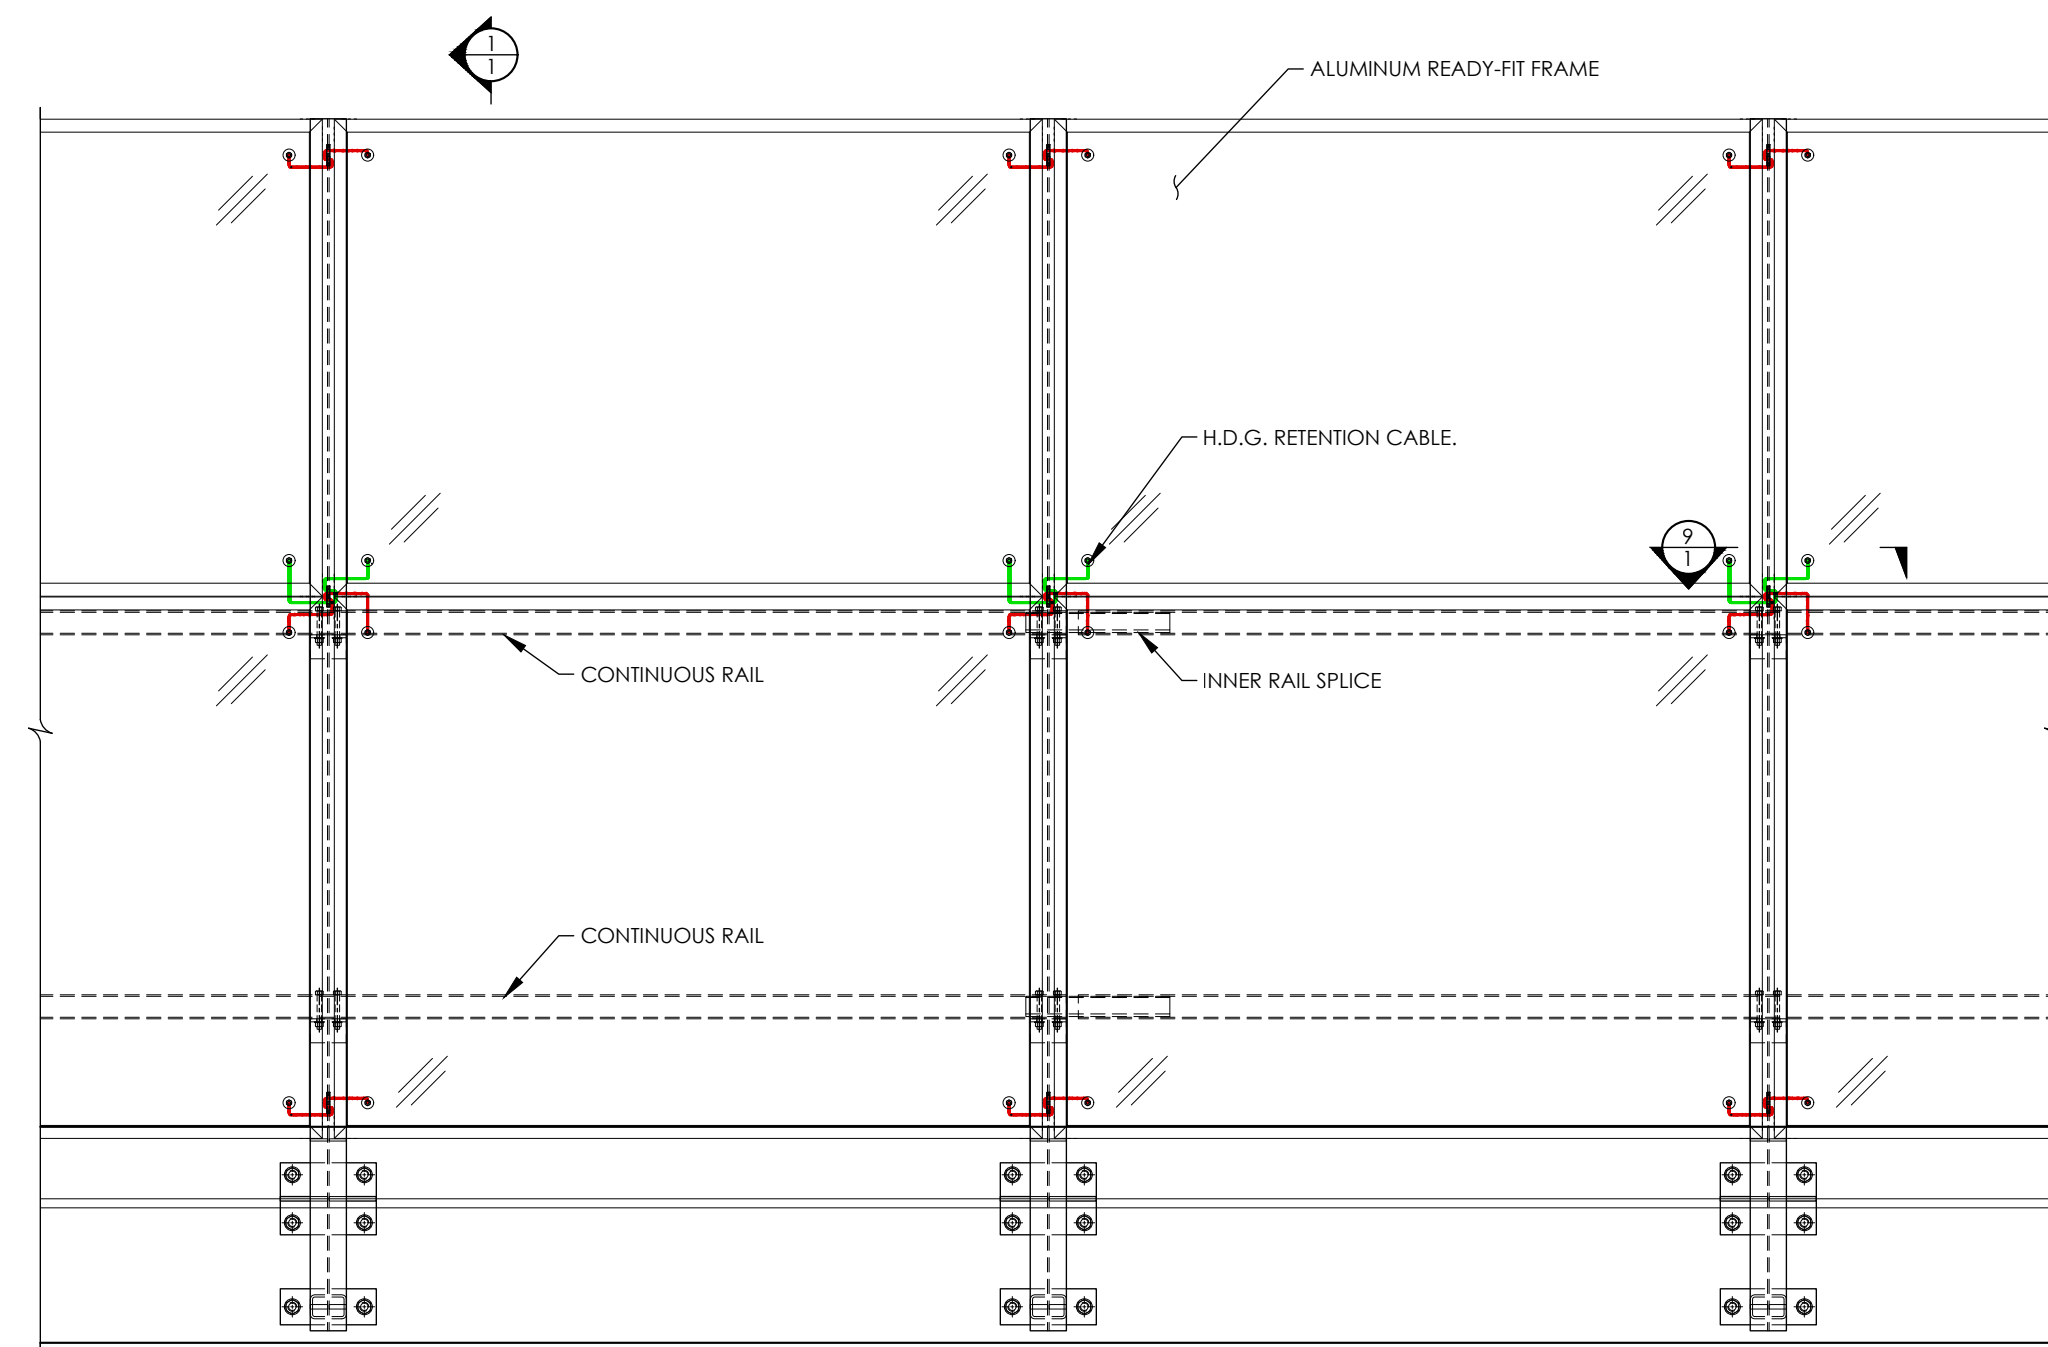 1
1
ALUMINUM READY-FIT FRAME
H.D.G. RETENTION CABLE.
9
1
CONTINUOUS RAIL
INNER RAIL SPLICE
CONTINUOUS RAIL